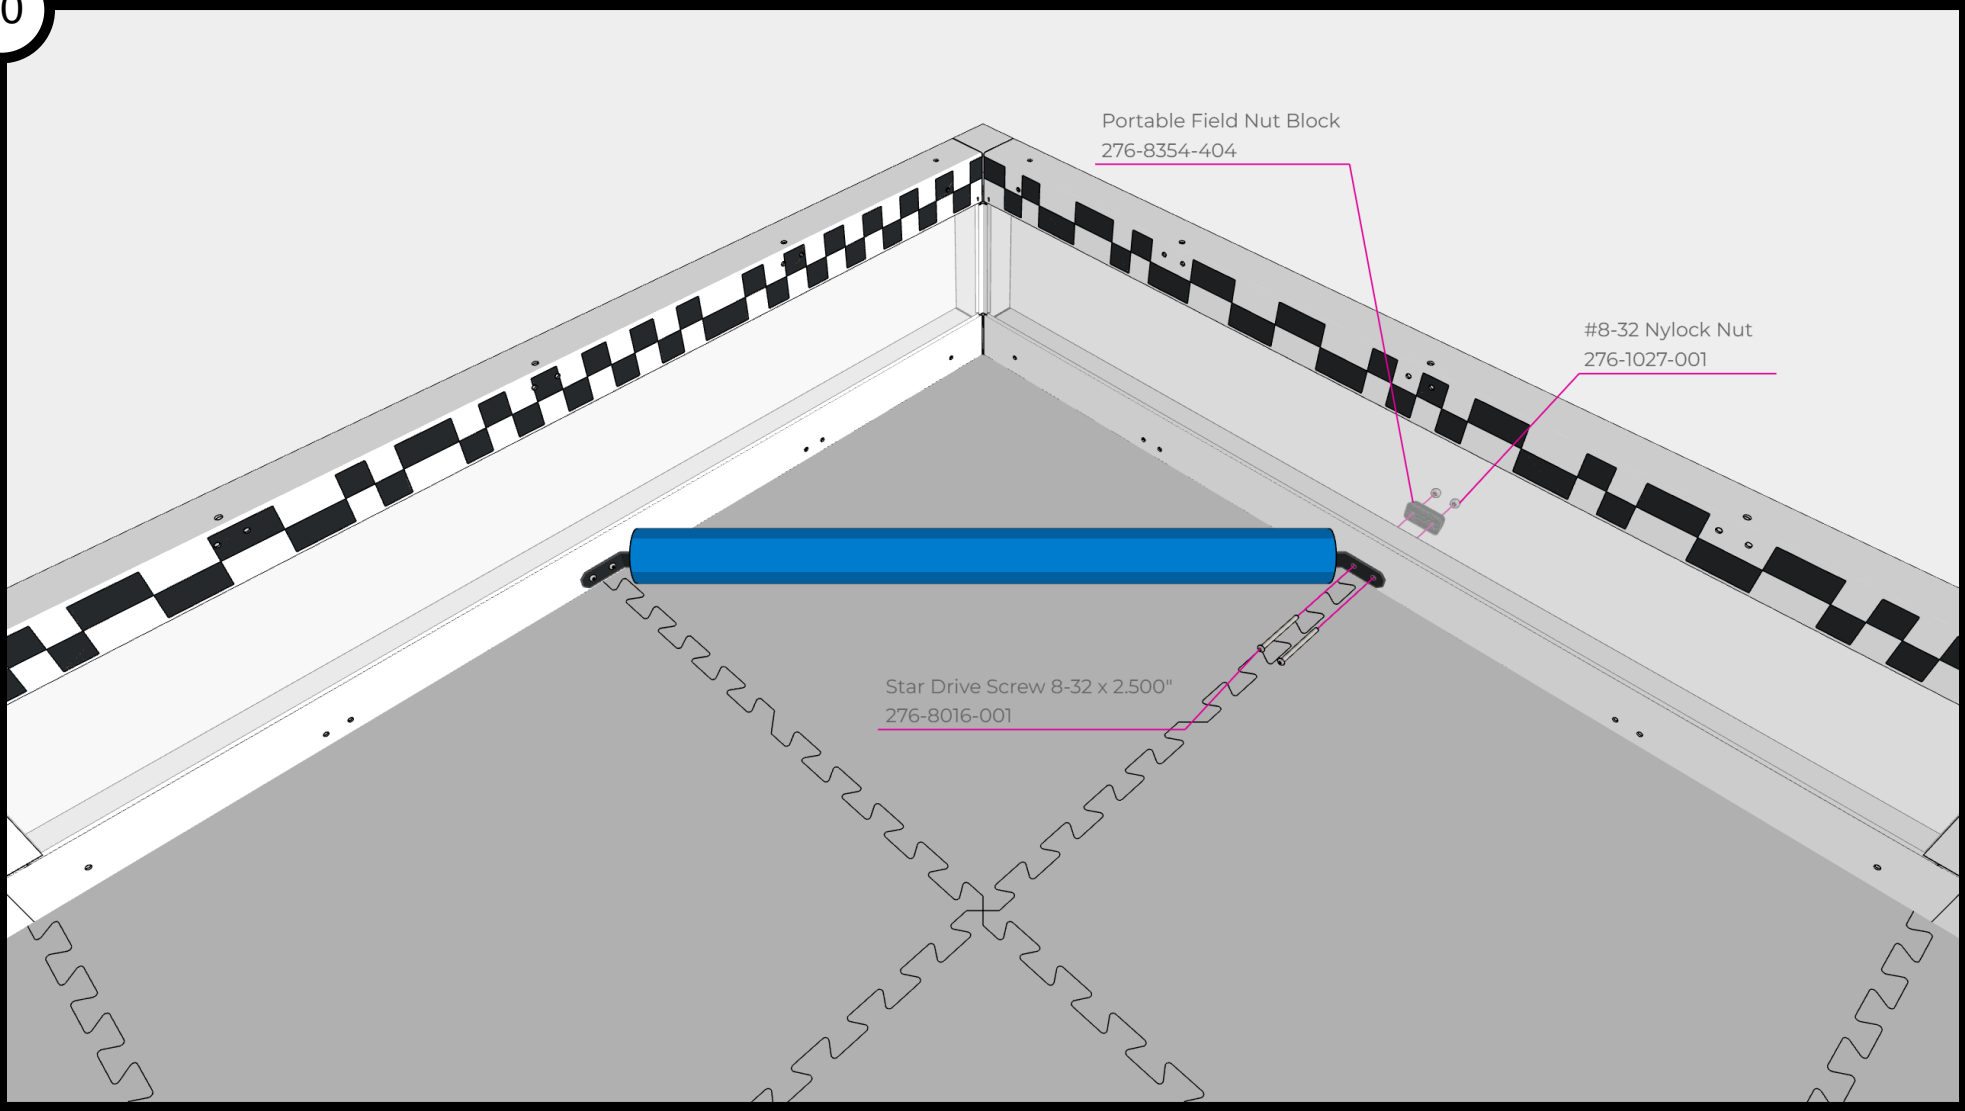 0
Portable Field Nut Block
276-8354-404
#8-32 Nylock Nut
276-1027-001
Star Drive Screw 8-32 x 2.500"
276-8016-001